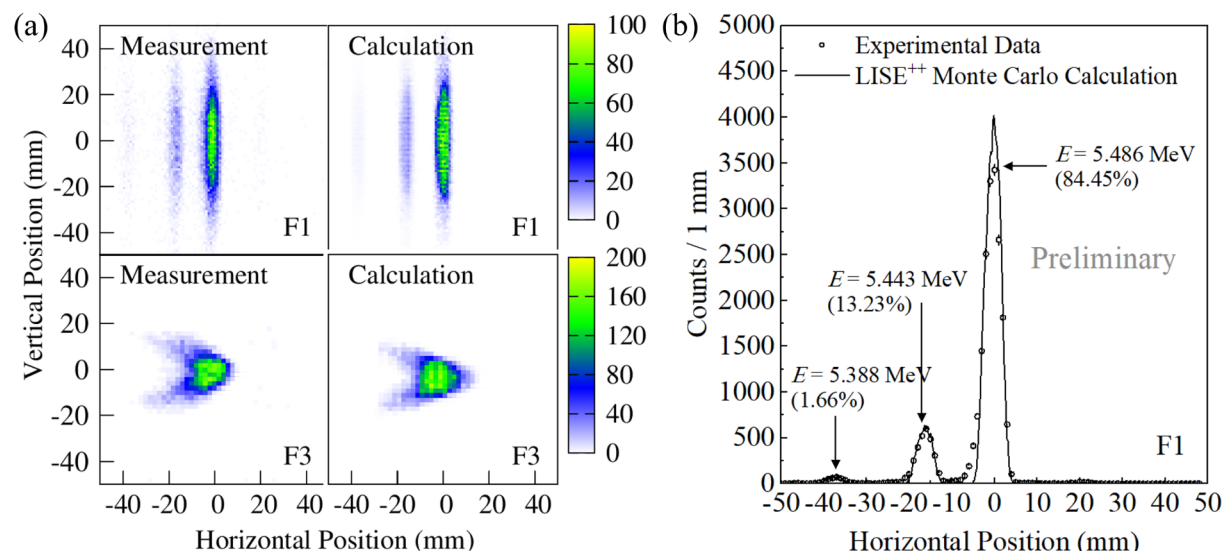 (a)
Measurement
Calculation
F1
F1
40
20
0
-20
-40
100
80
60
40
20
0
Measurement
Calculation
F3
F3
40
20
0
-20
-40
200
160
120
80
40
0
Vertical Position (mm)
-40 -20 0 20 40
-40 -20 0 20 40
Horizontal Position (mm)
(b)
5000
4500
4000
3500
3000
2500
2000
1500
1000
500
0
Counts / 1 mm
Experimental Data
LISE++ Monte Carlo Calculation
E = 5.486 MeV
(84.45%)
Preliminary
E = 5.443 MeV
(13.23%)
E = 5.388 MeV
(1.66%)
F1
-50 -40 -30 -20 -10 0 10 20 30 40 50
Horizontal Position (mm)